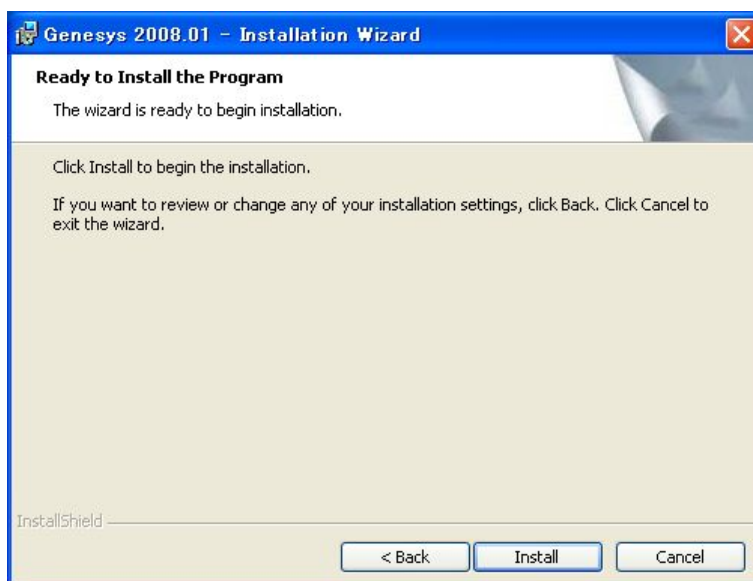 Genesys 2008.01 - Installation Wizard
Ready to Install the Program
The wizard is ready to begin installation.
Click Install to begin the installation.
If you want to review or change any of your installation settings, click Back. Click Cancel to
exit the wizard.
InstallShield
< Back
Install
Cancel